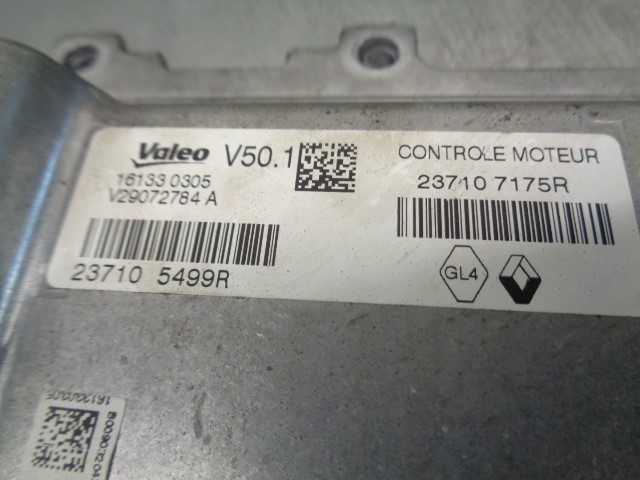 Valeo V50.1
16133 0305
V29072784 A
23710 5499R
CONTROLE MOTEUR
23710 7175R
GL4